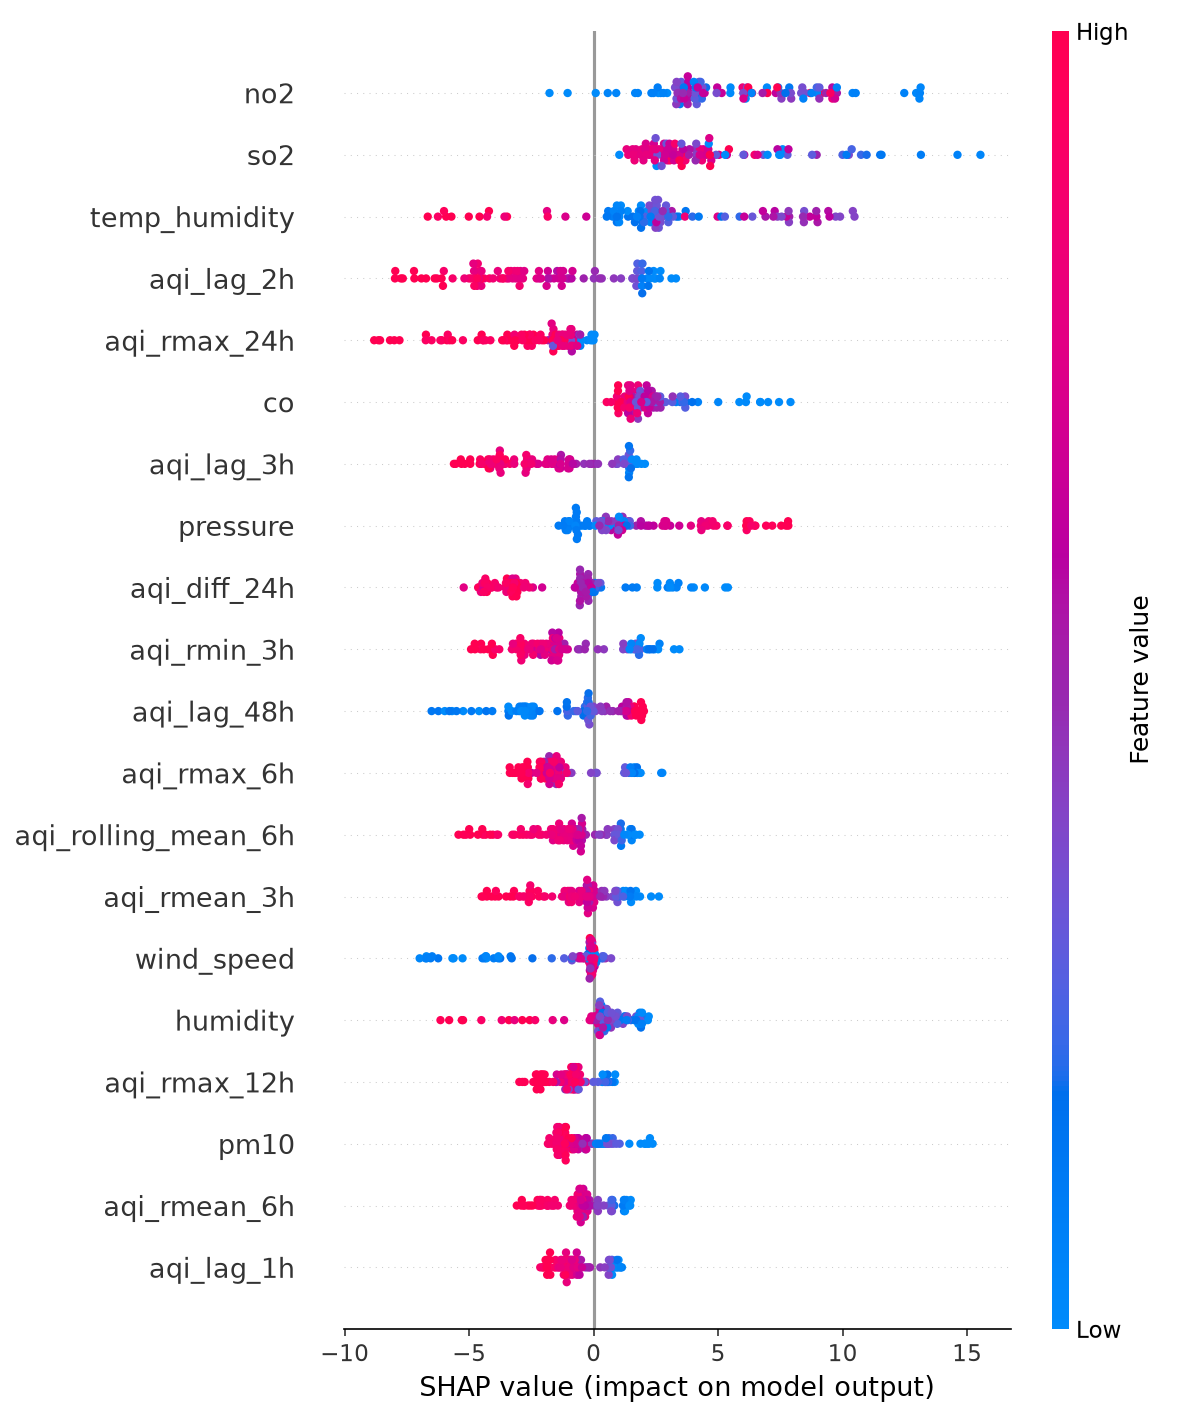 High
no2
so2
temp_humidity
aqi_lag_2h
aqi_rmax_24h
co
aqi_lag_3h
pressure
aqi_diff_24h
aqi_rmin_3h
aqi_lag_48h
aqi_rmax_6h
aqi_rolling_mean_6h
aqi_rmean_3h
wind_speed
humidity
aqi_rmax_12h
pm10
aqi_rmean_6h
aqi_lag_1h
Feature value
Low
−10 −5 0 5 10 15
SHAP value (impact on model output)